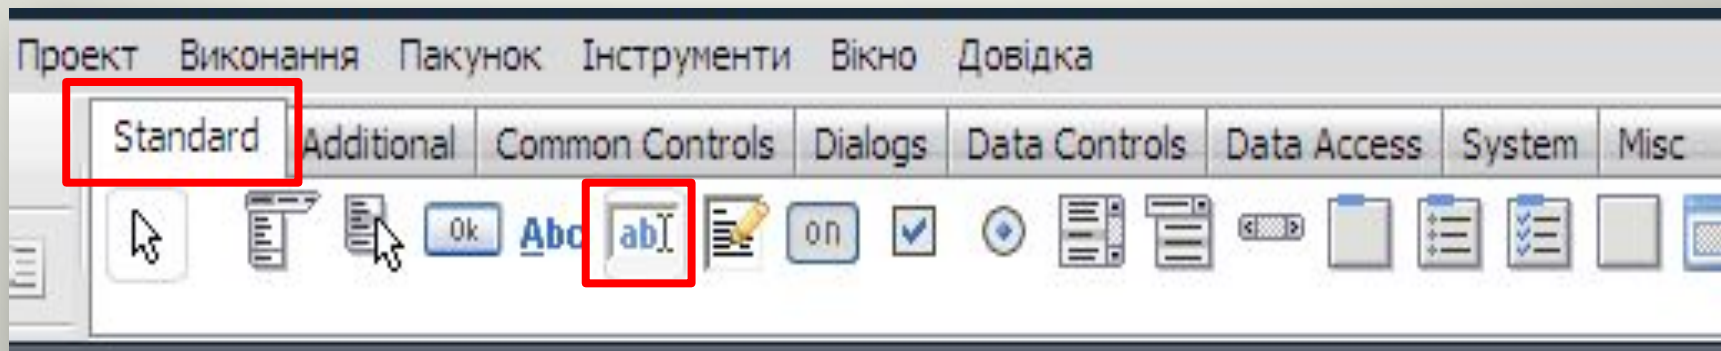 Проект Виконання Пакунок Інструменти Вікно Довідка
Standard Additional Common Controls Dialogs Data Controls Data Access System Misc
Ok Abc abI on